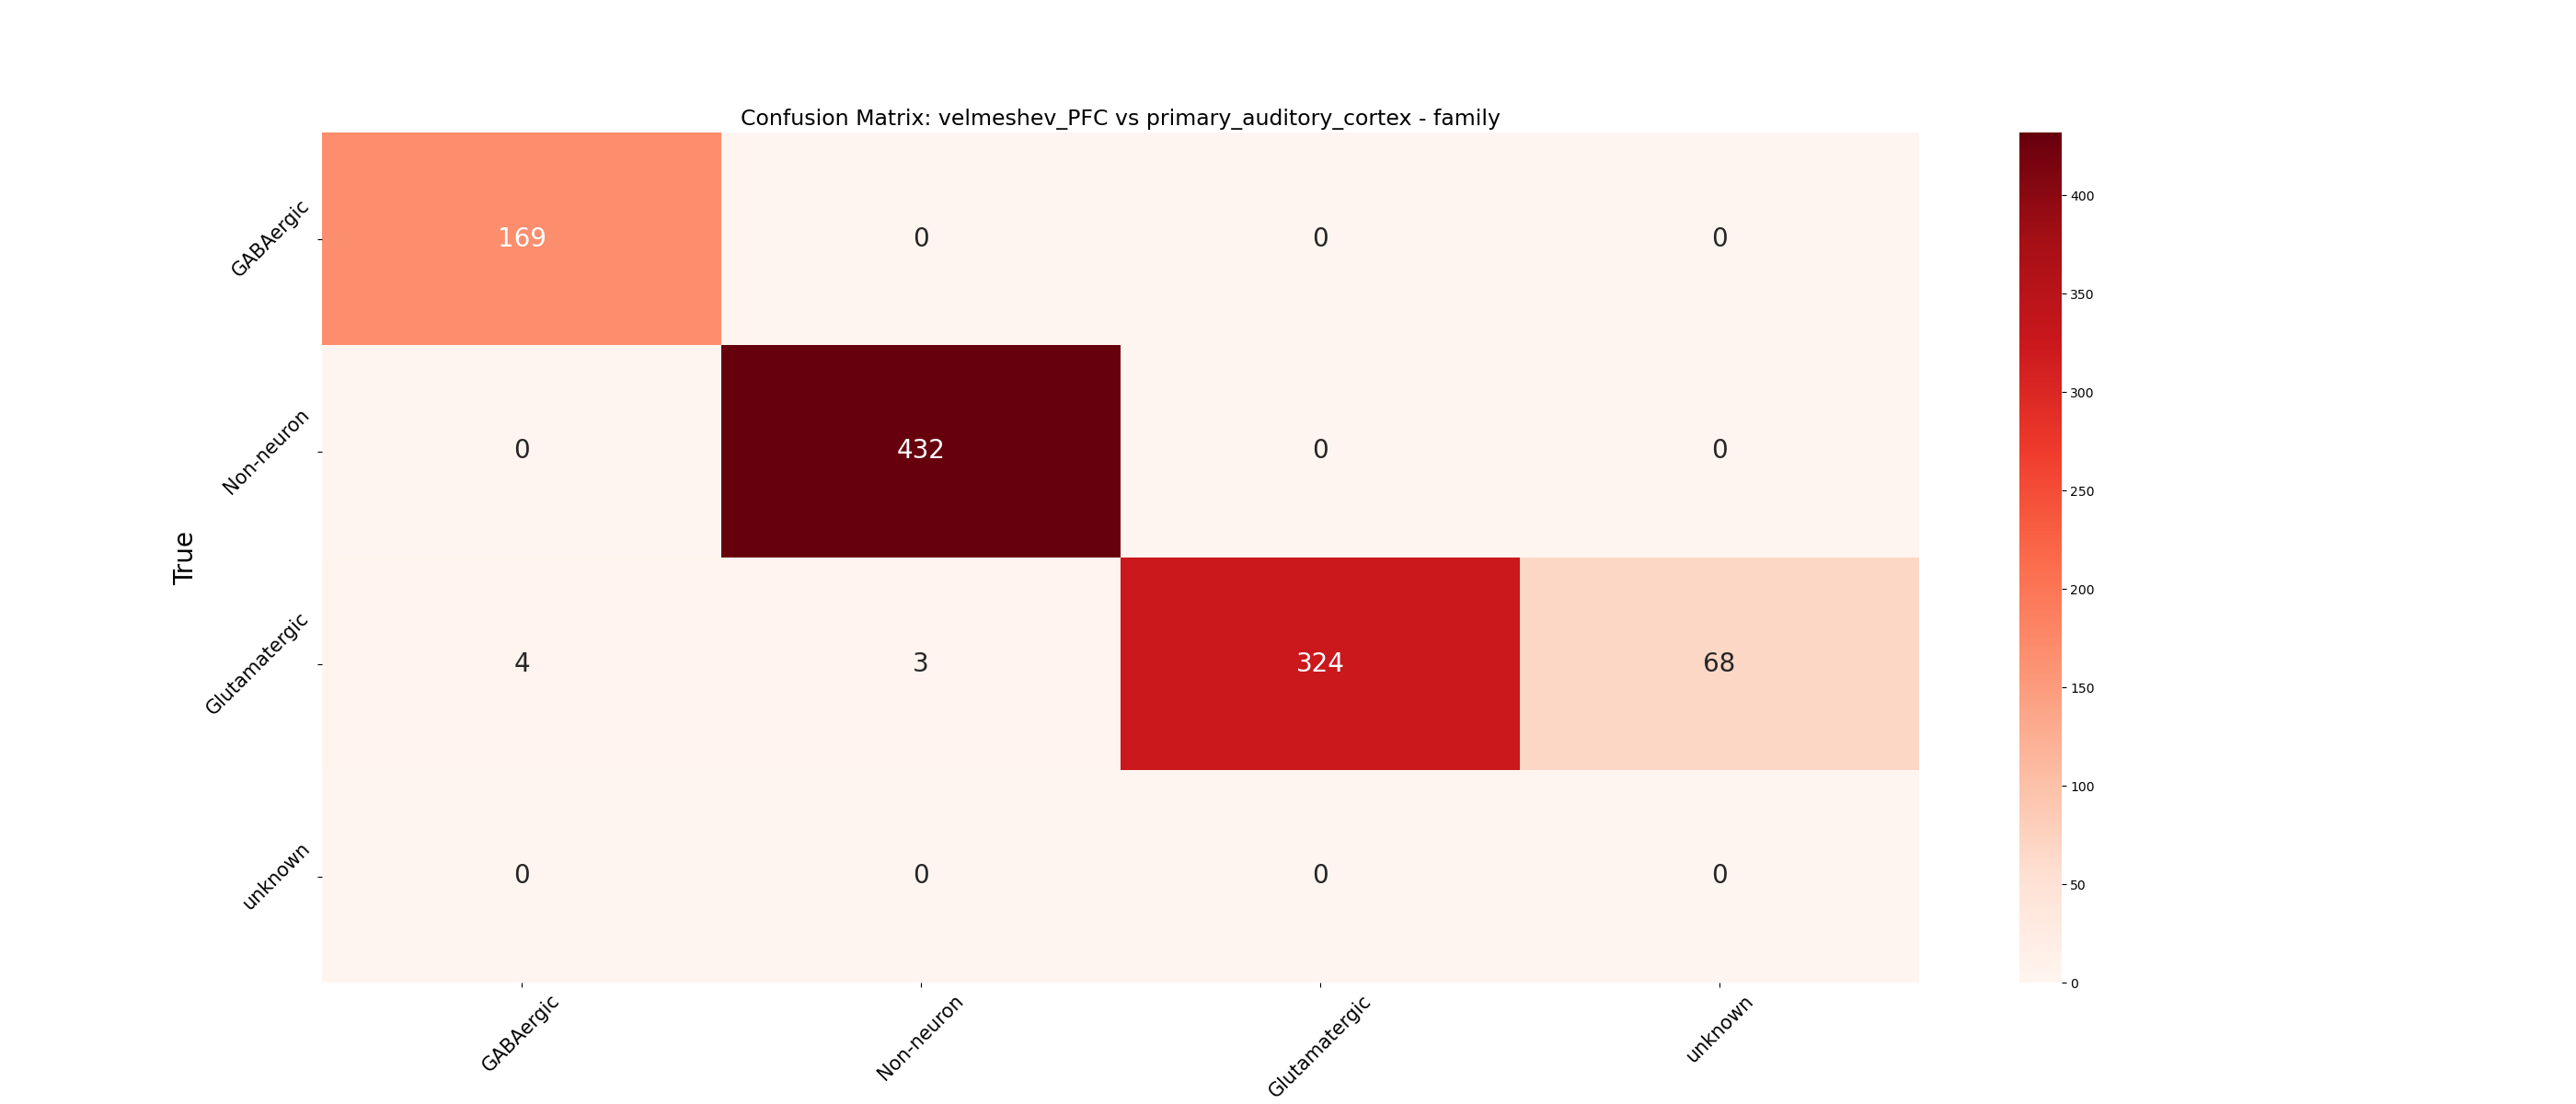 Confusion Matrix: velmeshev_PFC vs primary_auditory_cortex - family
True
GABAergic
169 0 0 0
Non-neuron
0 432 0 0
Glutamatergic
4 3 324 68
unknown
0 0 0 0
GABAergic Non-neuron Glutamatergic unknown
400
350
300
250
200
150
100
50
0